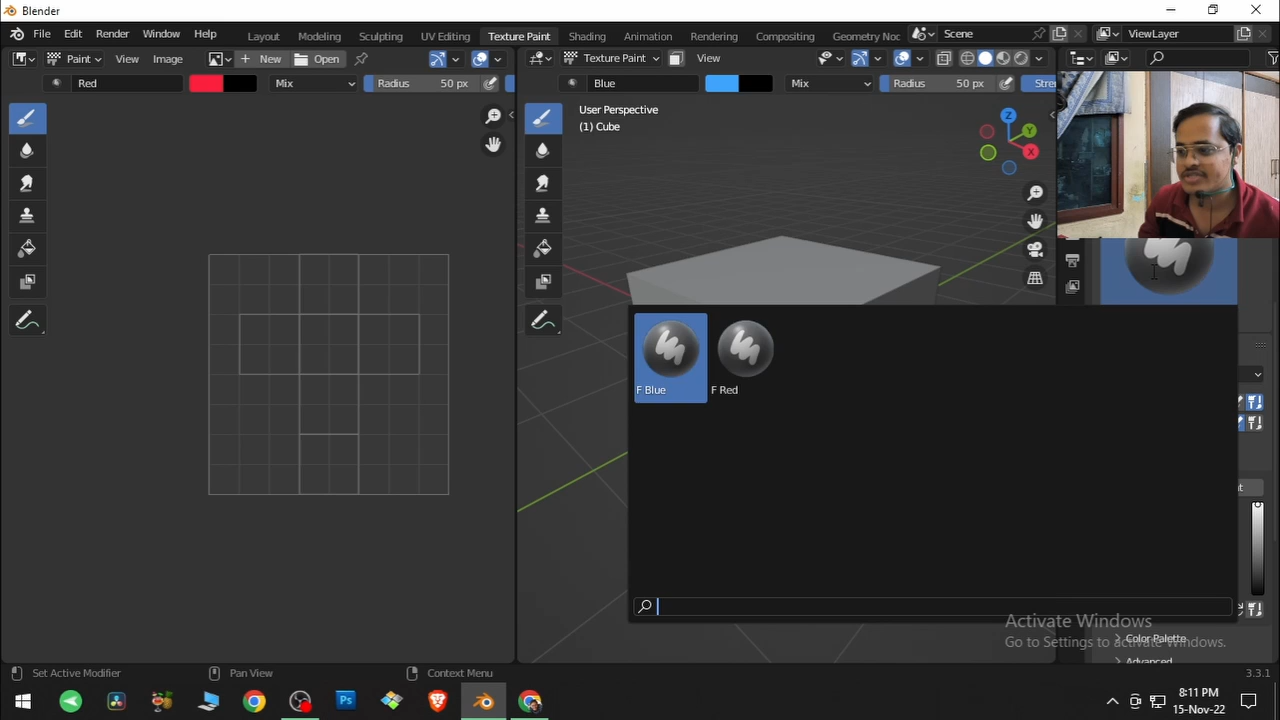 Blender
File Edit Render Window Help Layout Modeling Sculpting UV Editing Texture Paint Shading Animation Rendering Compositing Geometry Noc Scene ViewLayer
Paint View Image New Open
Texture Paint View
Red Mix Radius 50 px
Blue Mix Radius 50 px Stre
User Perspective
(1) Cube
Z
Y
X
F Blue F Red
Activate Windows
Go to Settings to activate Windows.
Color Palette
Advanced
Set Active Modifier Pan View Context Menu 3.3.1
Ps
8:11 PM
15-Nov-22